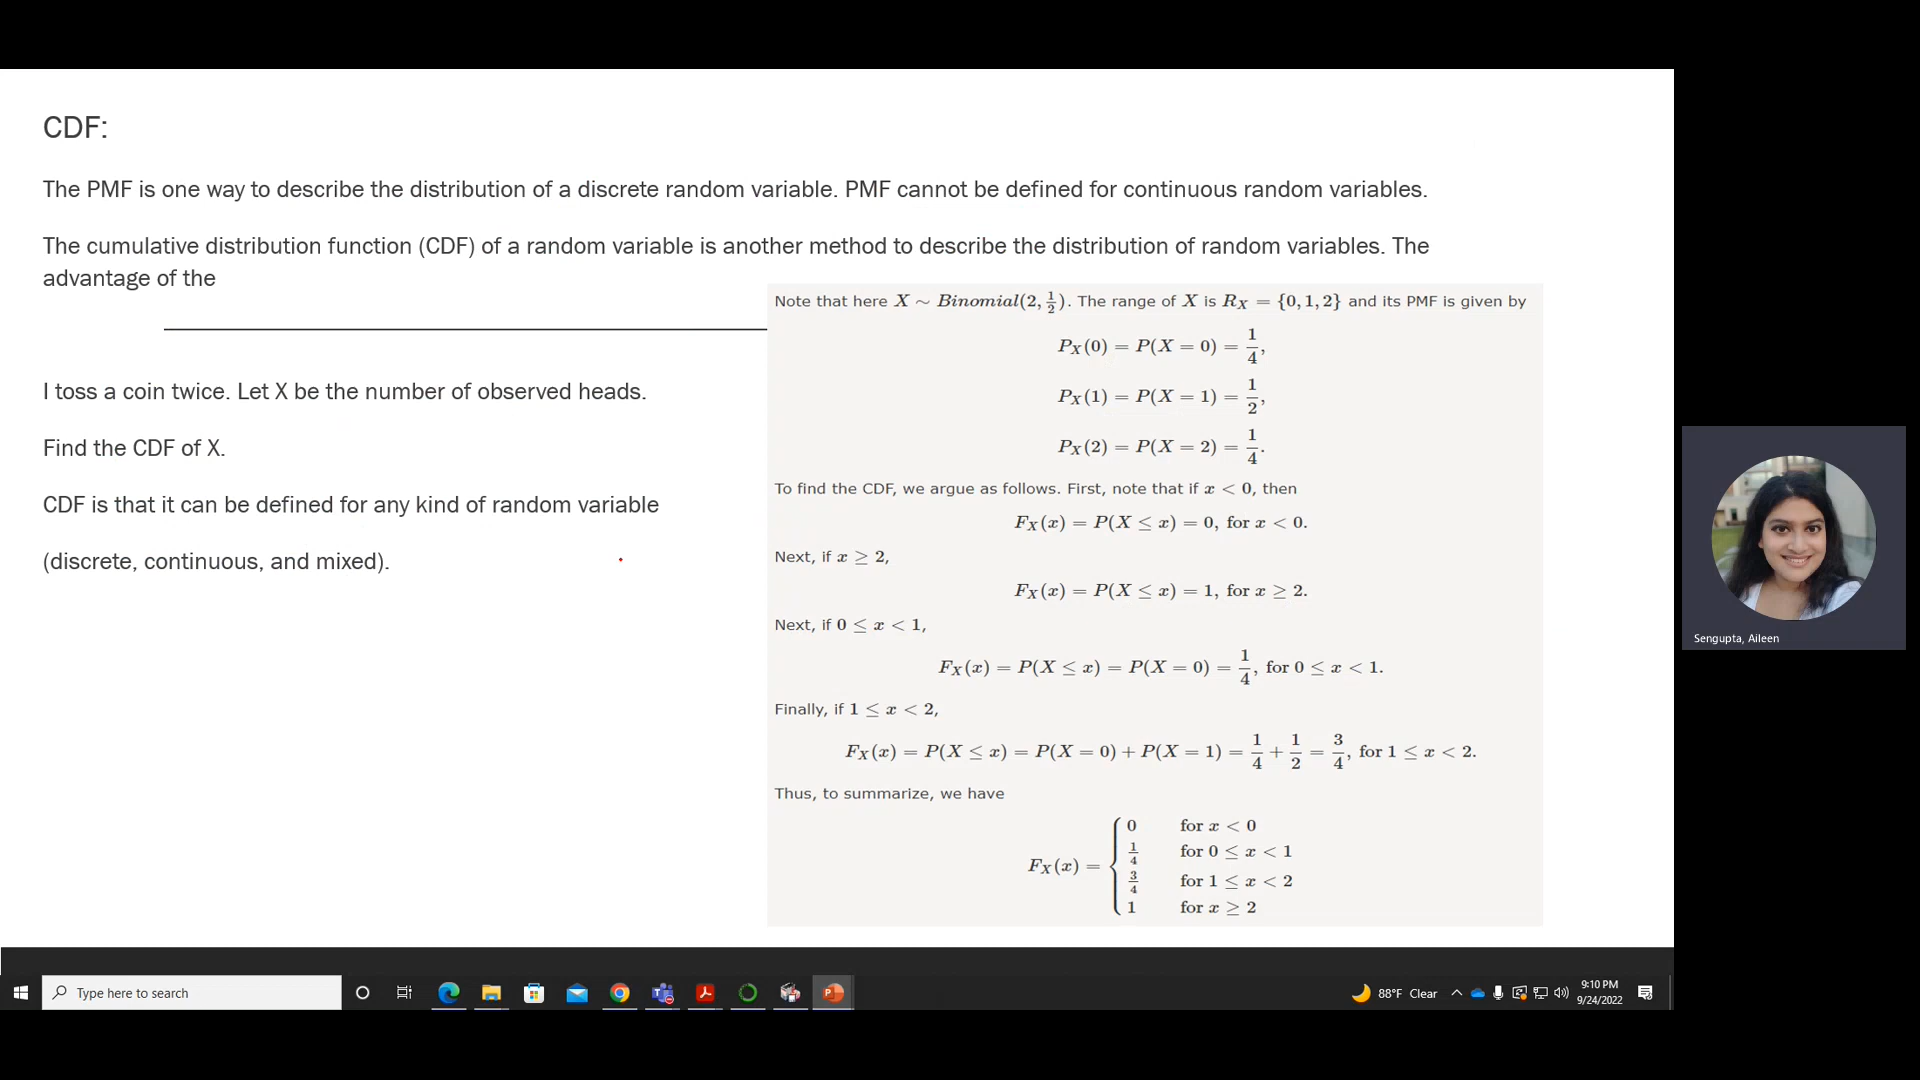 CDF:
The PMF is one way to describe the distribution of a discrete random variable. PMF cannot be defined for continuous random variables.
The cumulative distribution function (CDF) of a random variable is another method to describe the distribution of random variables. The
advantage of the
I toss a coin twice. Let X be the number of observed heads.
Find the CDF of X.
CDF is that it can be defined for any kind of random variable
(discrete, continuous, and mixed).
Note that here X ∼ Binomial(2, 1/2). The range of X is R_X = {0, 1, 2} and its PMF is given by
P_X(0) = P(X = 0) = 1/4,
P_X(1) = P(X = 1) = 1/2,
P_X(2) = P(X = 2) = 1/4.
To find the CDF, we argue as follows. First, note that if x < 0, then
F_X(x) = P(X ≤ x) = 0, for x < 0.
Next, if x ≥ 2,
F_X(x) = P(X ≤ x) = 1, for x ≥ 2.
Next, if 0 ≤ x < 1,
F_X(x) = P(X ≤ x) = P(X = 0) = 1/4, for 0 ≤ x < 1.
Finally, if 1 ≤ x < 2,
F_X(x) = P(X ≤ x) = P(X = 0) + P(X = 1) = 1/4 + 1/2 = 3/4, for 1 ≤ x < 2.
Thus, to summarize, we have
F_X(x) = {
0 for x < 0
1/4 for 0 ≤ x < 1
3/4 for 1 ≤ x < 2
1 for x ≥ 2
Sengupta, Aileen
Type here to search
88°F Clear
9:10 PM
9/24/2022